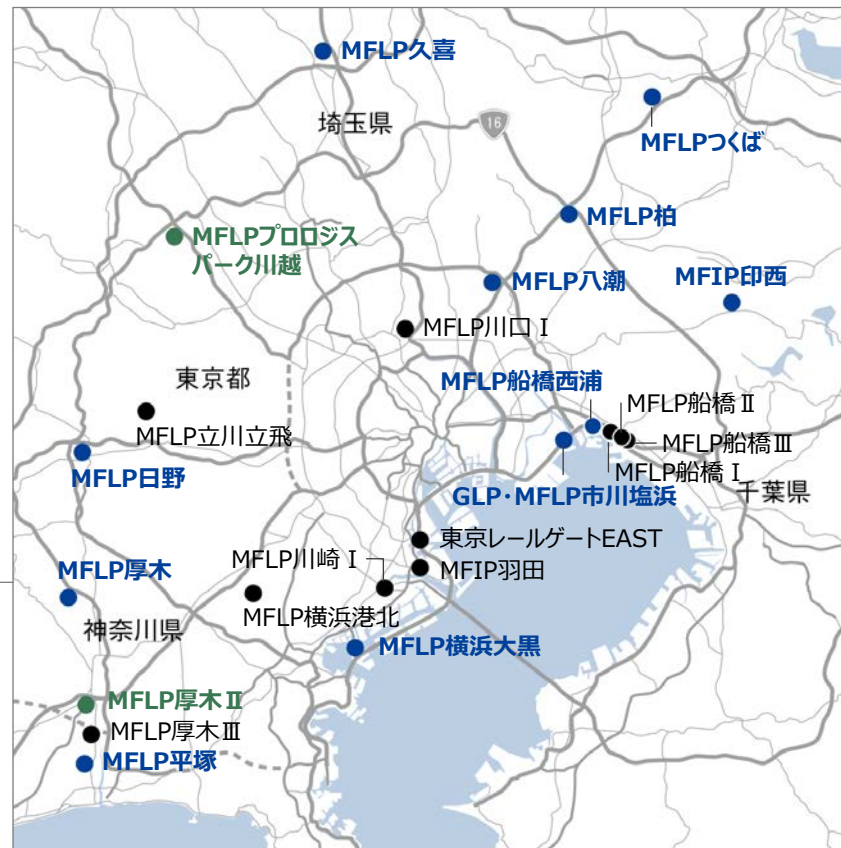 MFLP久喜
埼玉県
16
MFLPつくば
MFLP柏
MFLPプロロジス
パーク川越
MFLP八潮
MFIP印西
MFLP川口Ⅰ
MFLP船橋西浦
東京都
MFLP船橋Ⅱ
MFLP立川立飛
MFLP船橋Ⅲ
MFLP船橋Ⅰ
MFLP日野
GLP・MFLP市川塩浜
千葉県
東京レールゲートEAST
MFLP川崎Ⅰ
MFIP羽田
MFLP厚木
MFLP横浜港北
神奈川県
MFLP横浜大黒
MFLP厚木Ⅱ
MFLP厚木Ⅲ
MFLP平塚